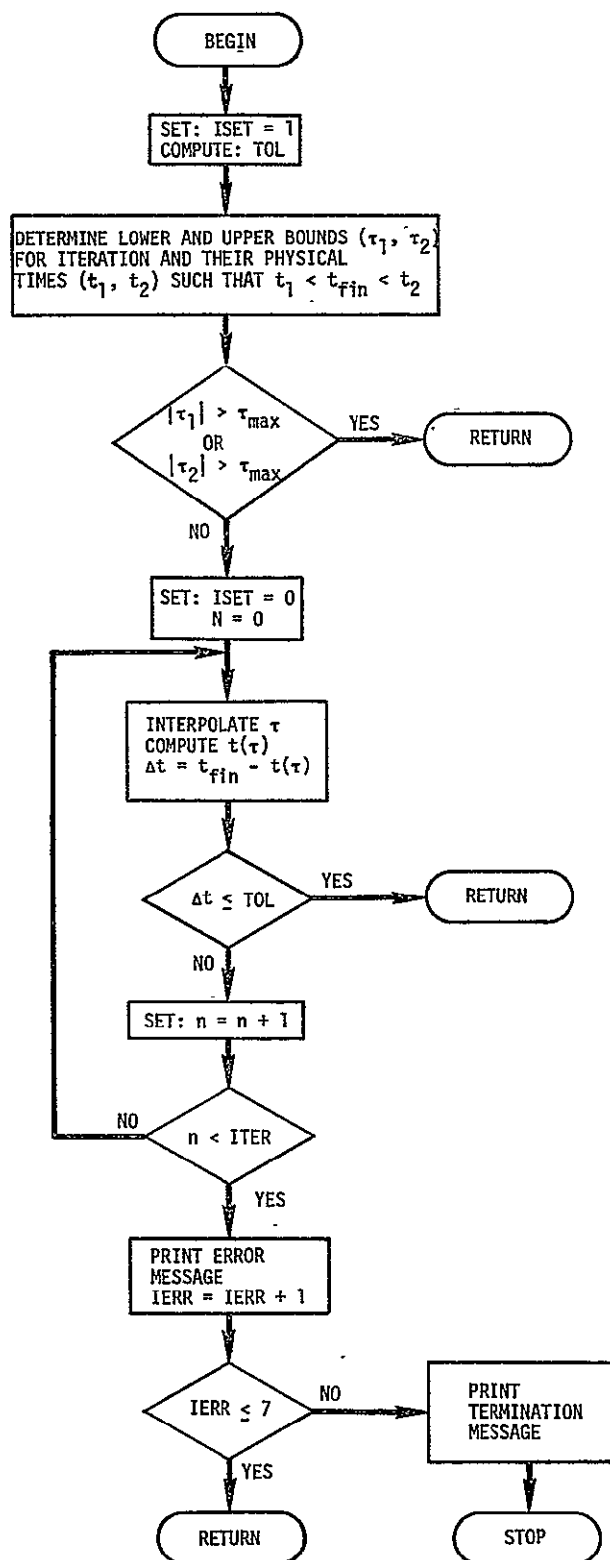 BEGIN
SET: ISET = 1
COMPUTE: TOL
DETERMINE LOWER AND UPPER BOUNDS (τ1, τ2)
FOR ITERATION AND THEIR PHYSICAL
TIMES (t1, t2) SUCH THAT t1 < tfin < t2
|τ1| > τmax
OR
|τ2| > τmax
YES
RETURN
NO
SET: ISET = 0
N = 0
INTERPOLATE τ
COMPUTE t(τ)
Δt = tfin - t(τ)
Δt ≤ TOL
YES
RETURN
NO
SET: n = n + 1
n < ITER
NO
YES
PRINT ERROR
MESSAGE
IERR = IERR + 1
IERR ≤ 7
NO
PRINT
TERMINATION
MESSAGE
YES
RETURN
STOP